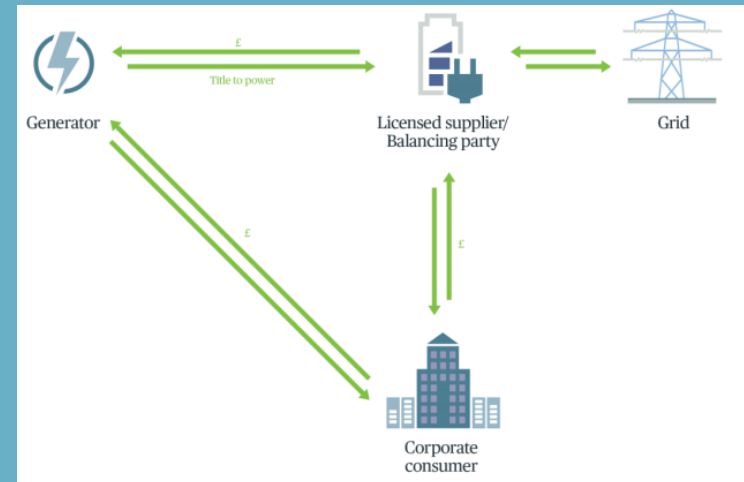 £
Title to power
Generator
Licensed supplier/
Balancing party
Grid
£
£
Corporate
consumer